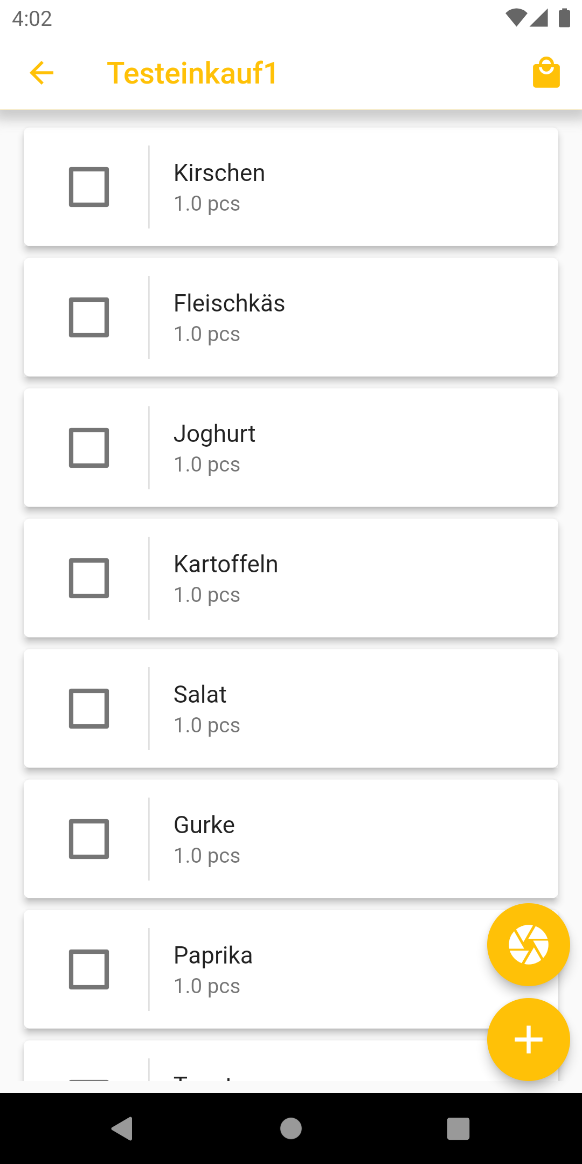 4:02
Testeinkauf1
Kirschen
1.0 pcs
Fleischkäs
1.0 pcs
Joghurt
1.0 pcs
Kartoffeln
1.0 pcs
Salat
1.0 pcs
Gurke
1.0 pcs
Paprika
1.0 pcs